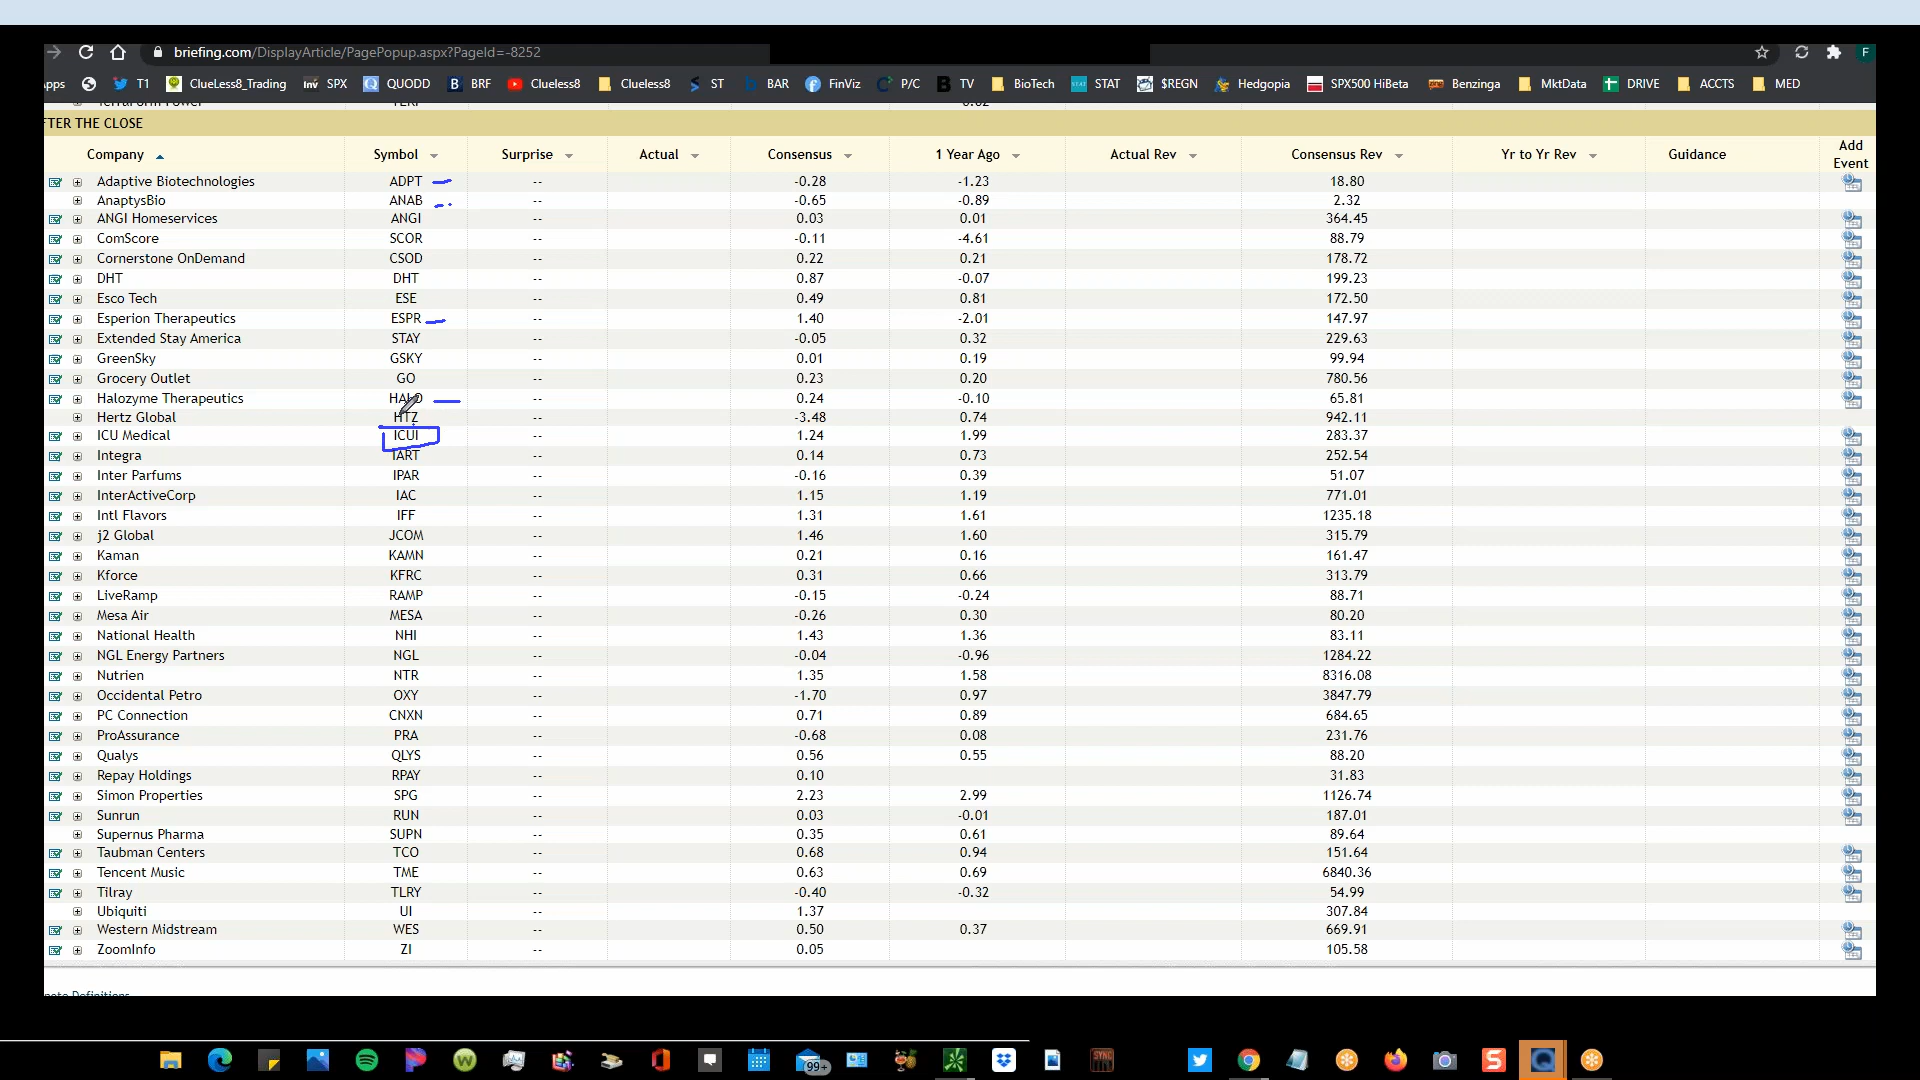 briefing.com/DisplayArticle/PagePopup.aspx?PageId=-8252 F
pps T1 ClueLess8_Trading inv SPX Q QUODD B BRF Clueless8 Clueless8 ST BAR FinViz P/C B TV BioTech STAT STAT $REGN Hedgopia SPX500 HiBeta Benzinga MktData DRIVE ACCTS MED
FTER THE CLOSE
Company Symbol Surprise Actual Consensus 1 Year Ago Actual Rev Consensus Rev Yr to Yr Rev Guidance Add Event
Adaptive Biotechnologies ADPT -- -0.28 -1.23 18.80
AnaptysBio ANAB -- -0.65 -0.89 2.32
ANGI Homeservices ANGI -- 0.03 0.01 364.45
ComScore SCOR -- -0.11 -4.61 88.79
Cornerstone OnDemand CSOD -- 0.22 0.21 178.72
DHT DHT -- 0.87 -0.07 199.23
Esco Tech ESE -- 0.49 0.81 172.50
Esperion Therapeutics ESPR -- 1.40 -2.01 147.97
Extended Stay America STAY -- -0.05 0.32 229.63
GreenSky GSKY -- 0.01 0.19 99.94
Grocery Outlet GO -- 0.23 0.20 780.56
Halozyme Therapeutics HALO -- 0.24 -0.10 65.81
Hertz Global HTZ -- -3.48 0.74 942.11
ICU Medical ICUI -- 1.24 1.99 283.37
Integra IART -- 0.14 0.73 252.54
Inter Parfums IPAR -- -0.16 0.39 51.07
InterActiveCorp IAC -- 1.15 1.19 771.01
Intl Flavors IFF -- 1.31 1.61 1235.18
j2 Global JCOM -- 1.46 1.60 315.79
Kaman KAMN -- 0.21 0.16 161.47
Kforce KFRC -- 0.31 0.66 313.79
LiveRamp RAMP -- -0.15 -0.24 88.71
Mesa Air MESA -- -0.26 0.30 80.20
National Health NHI -- 1.43 1.36 83.11
NGL Energy Partners NGL -- -0.04 -0.96 1284.22
Nutrien NTR -- 1.35 1.58 8316.08
Occidental Petro OXY -- -1.70 0.97 3847.79
PC Connection CNXN -- 0.71 0.89 684.65
ProAssurance PRA -- -0.68 0.08 231.76
Qualys QLYS -- 0.56 0.55 88.20
Repay Holdings RPAY -- 0.10 31.83
Simon Properties SPG -- 2.23 2.99 1126.74
Sunrun RUN -- 0.03 -0.01 187.01
Supernus Pharma SUPN -- 0.35 0.61 89.64
Taubman Centers TCO -- 0.68 0.94 151.64
Tencent Music TME -- 0.63 0.69 6840.36
Tilray TLRY -- -0.40 -0.32 54.99
Ubiquiti UI -- 1.37 307.84
Western Midstream WES -- 0.50 0.37 669.91
ZoomInfo ZI -- 0.05 105.58
99+ SYNC